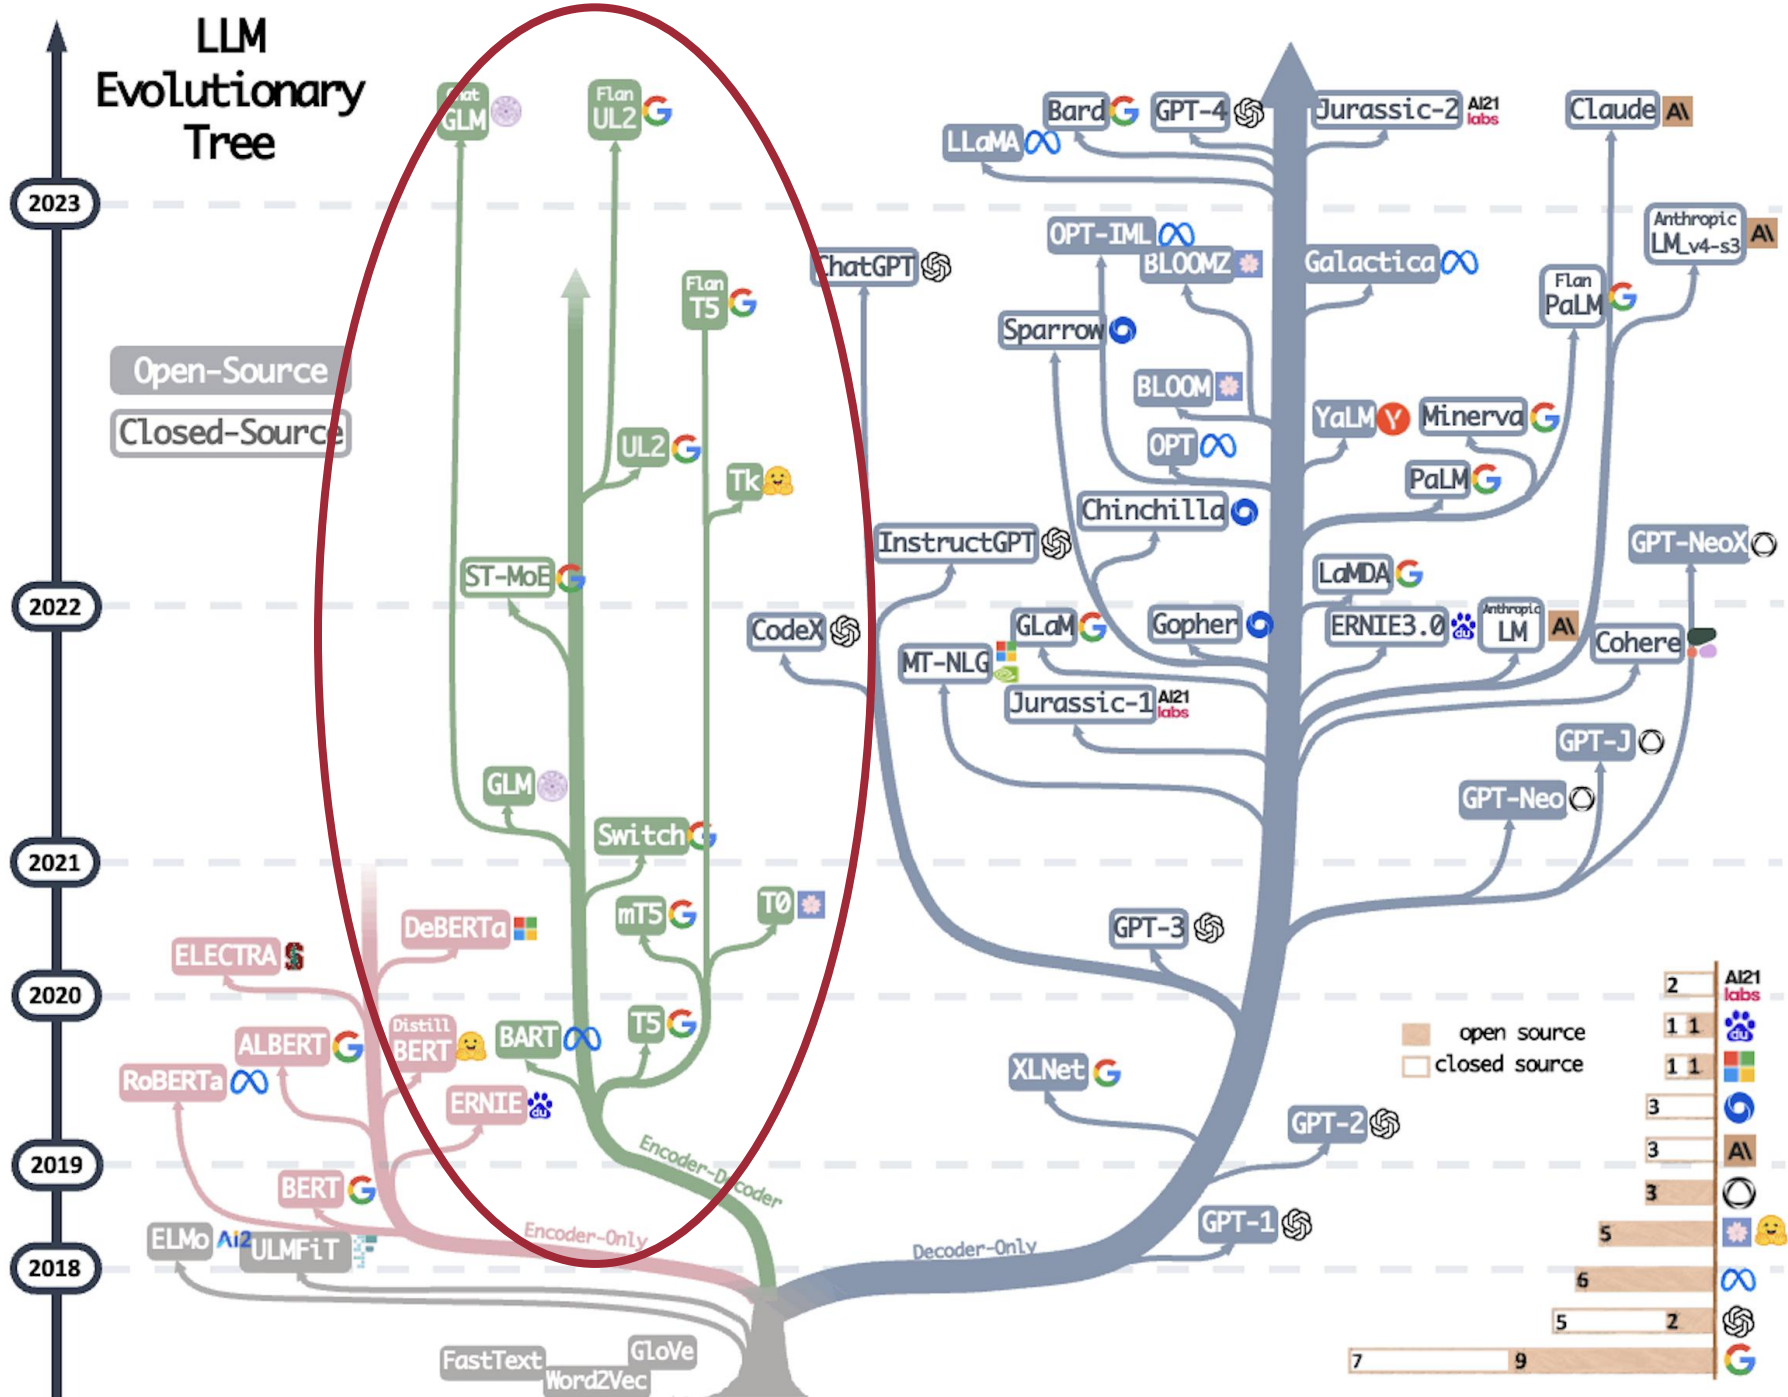 LLM
Evolutionary
Tree
2023
2022
2021
2020
2019
2018
Open-Source
Closed-Source
Chat
GLM
Flan
UL2
Flan
T5
UL2
Tk
ST-MoE
GLM
Switch
mT5
T0
T5
BART
DeBERTa
ELECTRA
Distill
BERT
ALBERT
RoBERTa
ERNIE
du
BERT
ELMo
Ai2
ULMFiT
Encoder-Decoder
Encoder-Only
Decoder-Only
FastText
GloVe
Word2Vec
Bard
GPT-4
Jurassic-2
AI21
labs
Claude
A\
LLaMA
OPT-IML
BLOOMZ
Galactica
Anthropic
LM_v4-s3
A\
ChatGPT
Flan
PaLM
Sparrow
BLOOM
YaLM
Y
Minerva
OPT
PaLM
Chinchilla
InstructGPT
GPT-NeoX
LaMDA
CodeX
GLaM
Gopher
ERNIE3.0
du
Anthropic
LM
A\
Cohere
MT-NLG
Jurassic-1
AI21
labs
GPT-J
GPT-Neo
GPT-3
XLNet
GPT-2
GPT-1
open source
closed source
2
AI21
labs
1 1
du
1 1
3
3
A\
3
5
6
5 2
7 9